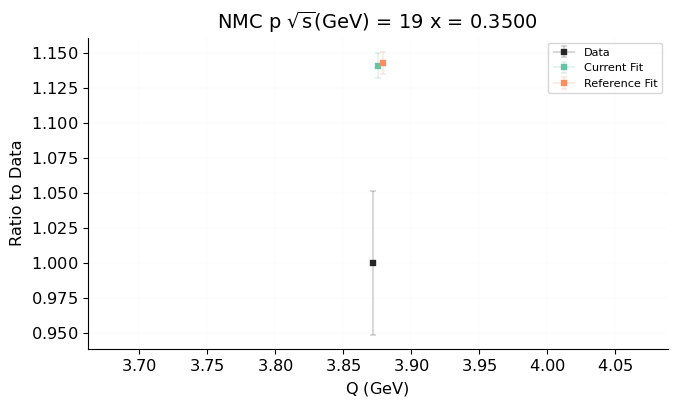 NMC p √s(GeV) = 19 x = 0.3500
Ratio to Data
1.150
1.125
1.100
1.075
1.050
1.025
1.000
0.975
0.950
Data
Current Fit
Reference Fit
3.70 3.75 3.80 3.85 3.90 3.95 4.00 4.05
Q (GeV)